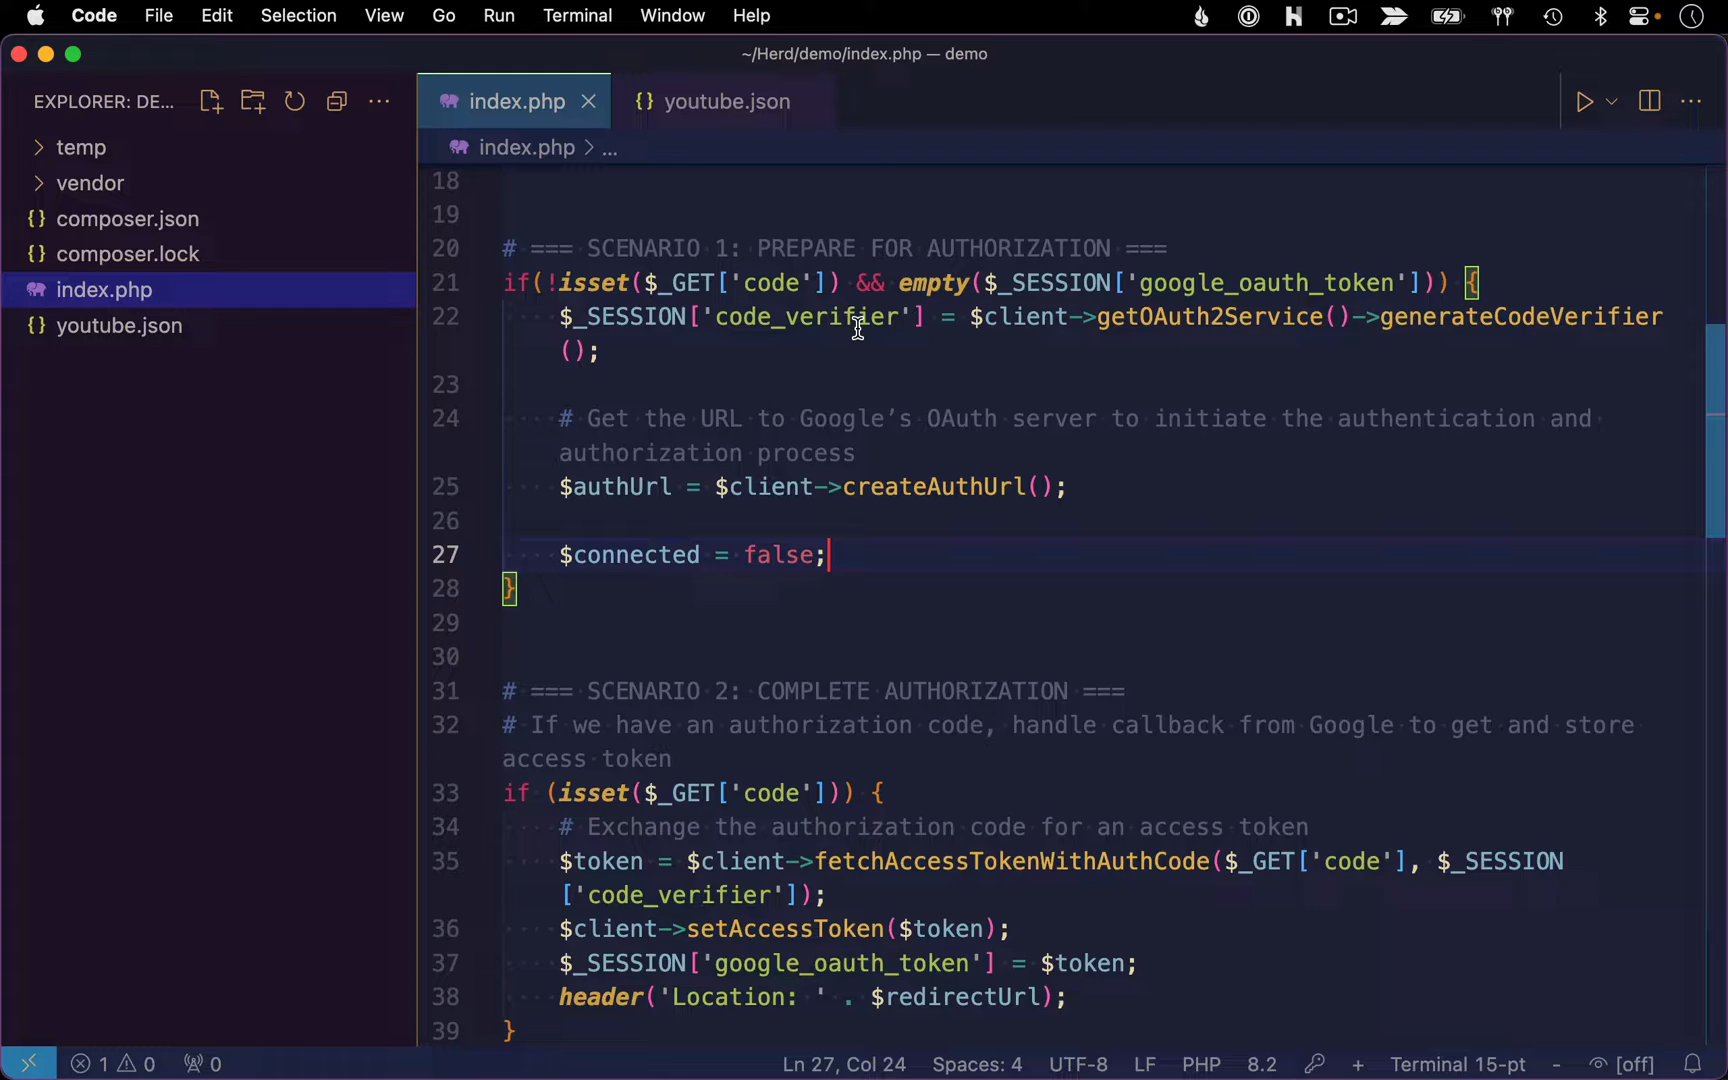 Code File Edit Selection View Go Run Terminal Window Help
~/Herd/demo/index.php — demo
EXPLORER: DE...
index.php
youtube.json
index.php > ...
temp
vendor
composer.json
composer.lock
index.php
youtube.json
18
19
20 # === SCENARIO 1: PREPARE FOR AUTHORIZATION ===
21 if(!isset($_GET['code']) && empty($_SESSION['google_oauth_token'])) {
22 $_SESSION['code_verifier'] = $client->getOAuth2Service()->generateCodeVerifier
();
23
24 # Get the URL to Google’s OAuth server to initiate the authentication and
authorization process
25 $authUrl = $client->createAuthUrl();
26
27 $connected = false;
28 }
29
30
31 # === SCENARIO 2: COMPLETE AUTHORIZATION ===
32 # If we have an authorization code, handle callback from Google to get and store
access token
33 if (isset($_GET['code'])) {
34 # Exchange the authorization code for an access token
35 $token = $client->fetchAccessTokenWithAuthCode($_GET['code'], $_SESSION
['code_verifier']);
36 $client->setAccessToken($token);
37 $_SESSION['google_oauth_token'] = $token;
38 header('Location: ' . $redirectUrl);
39 }
1 0 0 Ln 27, Col 24 Spaces: 4 UTF-8 LF PHP 8.2 + Terminal 15-pt - [off]